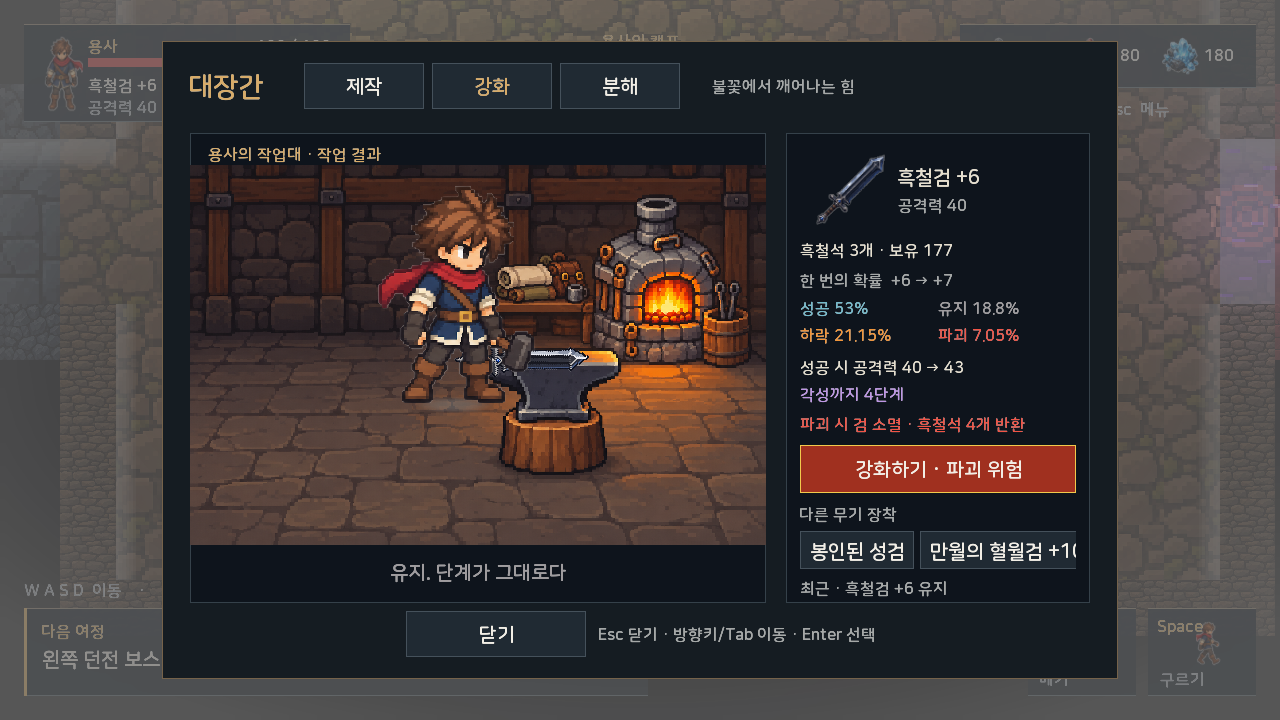 용사
흑철검 +6
공격력 40
80
180
메뉴
대장간
제작
강화
분해
불꽃에서 깨어나는 힘
용사의 작업대 · 작업 결과
유지. 단계가 그대로다
흑철검 +6
공격력 40
흑철석 3개 · 보유 177
한 번의 확률 +6 → +7
성공 53% 유지 18.8%
하락 21.15% 파괴 7.05%
성공 시 공격력 40 → 43
각성까지 4단계
파괴 시 검 소멸 · 흑철석 4개 반환
강화하기 · 파괴 위험
다른 무기 장착
봉인된 성검
만월의 혈월검 +10
최근 · 흑철검 +6 유지
닫기
Esc 닫기 · 방향키/Tab 이동 · Enter 선택
WASD 이동 ·
다음 여정
왼쪽 던전 보스
Space
구르기